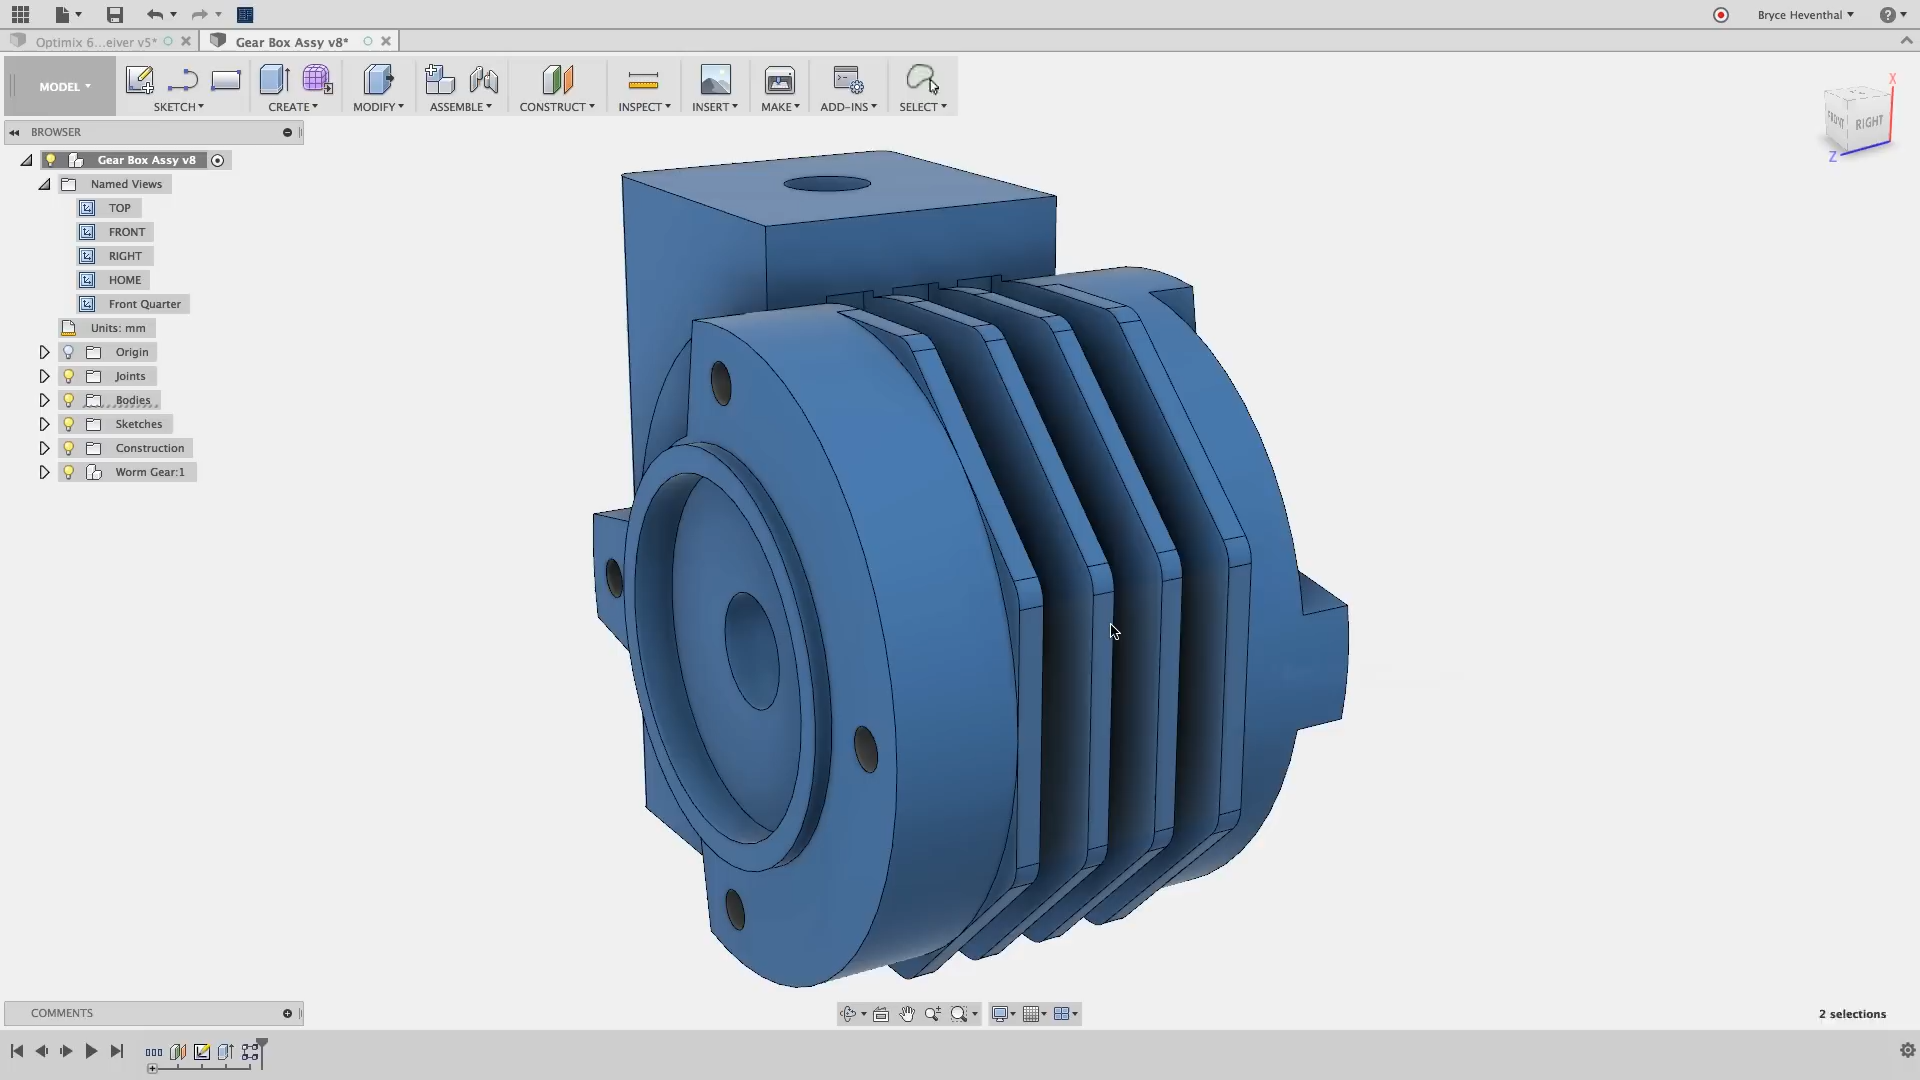 Bryce Heventhal
?
Optimix 6...eiver v5*
Gear Box Assy v8*
MODEL
SKETCH
CREATE
MODIFY
ASSEMBLE
CONSTRUCT
INSPECT
INSERT
MAKE
ADD-INS
SELECT
X
FRONT
RIGHT
Z
BROWSER
Gear Box Assy v8
Named Views
TOP
FRONT
RIGHT
HOME
Front Quarter
Units: mm
Origin
Joints
Bodies
Sketches
Construction
Worm Gear:1
COMMENTS
2 selections